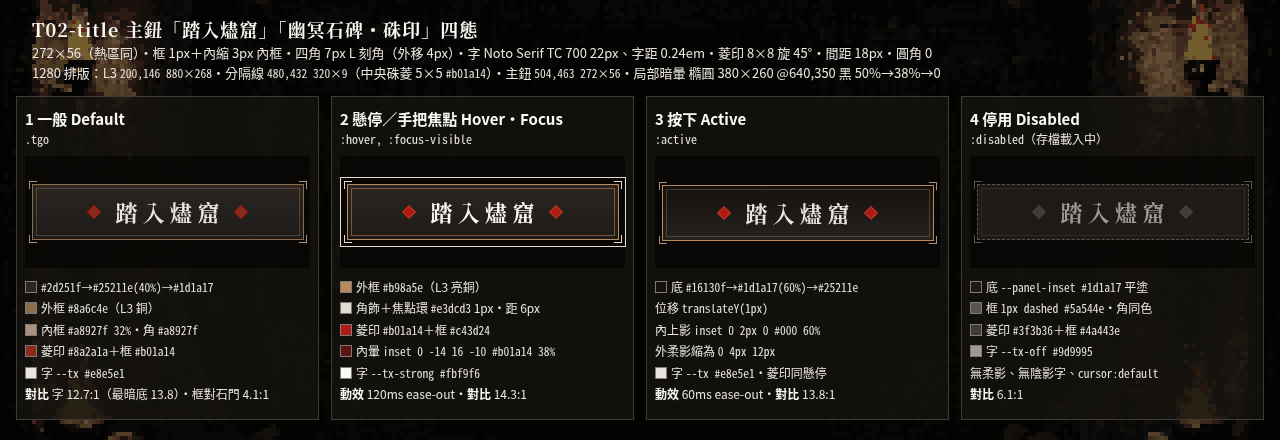 T02-title 主鈕「踏入燼窟」「幽冥石碑・硃印」四態
272×56（熱區同）・框 1px＋內縮 3px 內框・四角 7px L 刻角（外移 4px）・字 Noto Serif TC 700 22px、字距 0.24em・菱印 8×8 旋 45°・間距 18px・圓角 0
1280 排版：L3 200,146 880×268・分隔線 480,432 320×9（中央硃菱 5×5 #b01a14）・主鈕 504,463 272×56・局部暗暈 橢圓 380×260 @640,350 黑 50%→38%→0
1 一般 Default
.tgo
踏入燼窟
#2d251f→#25211e(40%)→#1d1a17
外框 #8a6c4e（L3 銅）
內框 #a8927f 32%・角 #a8927f
菱印 #8a2a1a＋框 #b01a14
字 --tx #e8e5e1
對比 字 12.7:1（最暗底 13.8）・框對石門 4.1:1
2 懸停／手把焦點 Hover・Focus
:hover, :focus-visible
踏入燼窟
外框 #b98a5e（L3 亮銅）
角飾＋焦點環 #e3dcd3 1px・距 6px
菱印 #b01a14＋框 #c43d24
內暈 inset 0 -14 16 -10 #b01a14 38%
字 --tx-strong #fbf9f6
動效 120ms ease-out・對比 14.3:1
3 按下 Active
:active
踏入燼窟
底 #16130f→#1d1a17(60%)→#25211e
位移 translateY(1px)
內上影 inset 0 2px 0 #000 60%
外柔影縮為 0 4px 12px
字 --tx #e8e5e1・菱印同懸停
動效 60ms ease-out・對比 13.8:1
4 停用 Disabled
:disabled（存檔載入中）
踏入燼窟
底 --panel-inset #1d1a17 平塗
框 1px dashed #5a544e・角同色
菱印 #3f3b36＋框 #4a443e
字 --tx-off #9d9995
無柔影、無陰影字、cursor:default
對比 6.1:1